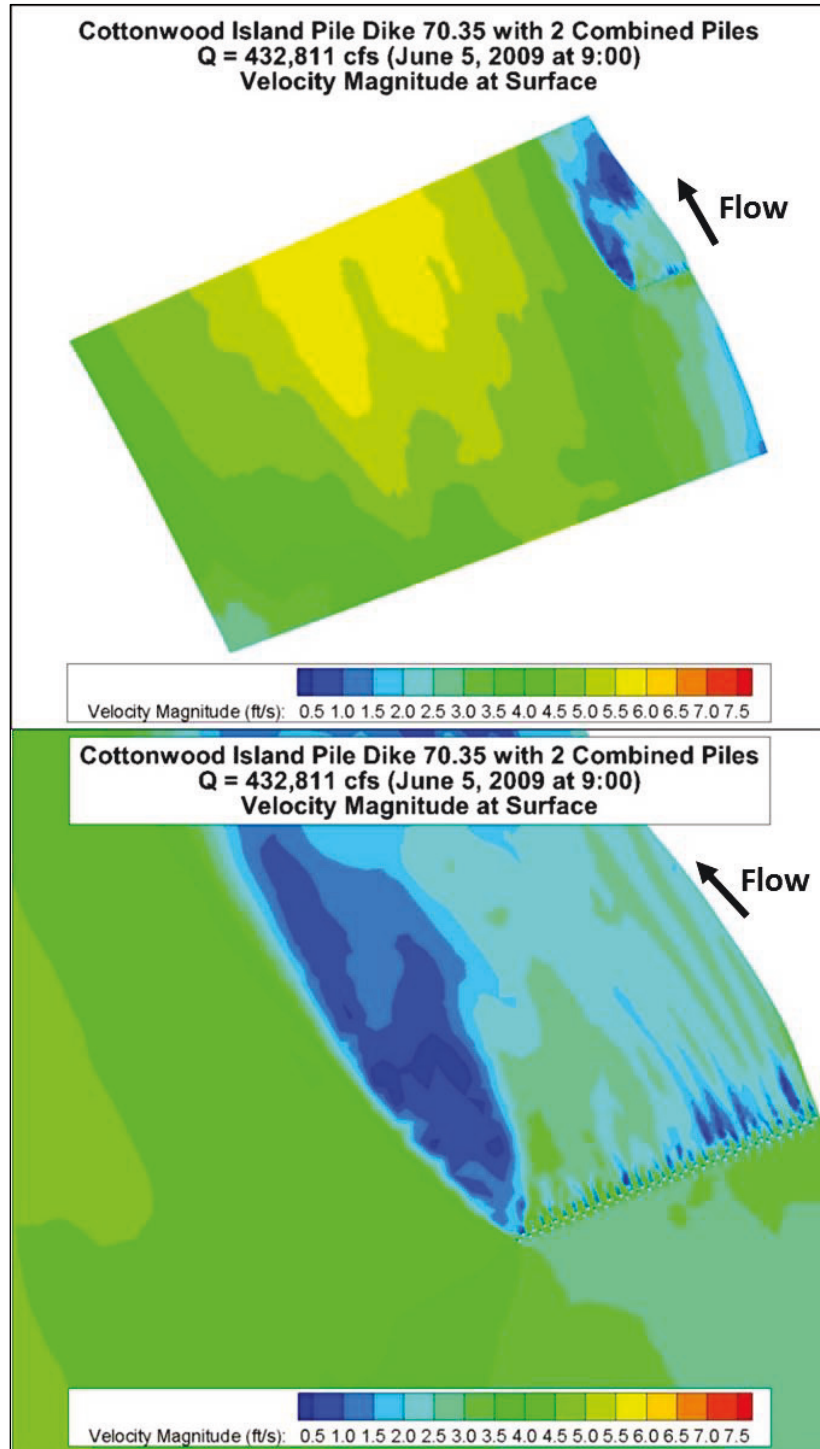 Cottonwood Island Pile Dike 70.35 with 2 Combined Piles
Q = 432,811 cfs (June 5, 2009 at 9:00)
Velocity Magnitude at Surface
Flow
Velocity Magnitude (ft/s): 0.5 1.0 1.5 2.0 2.5 3.0 3.5 4.0 4.5 5.0 5.5 6.0 6.5 7.0 7.5
Cottonwood Island Pile Dike 70.35 with 2 Combined Piles
Q = 432,811 cfs (June 5, 2009 at 9:00)
Velocity Magnitude at Surface
Flow
Velocity Magnitude (ft/s): 0.5 1.0 1.5 2.0 2.5 3.0 3.5 4.0 4.5 5.0 5.5 6.0 6.5 7.0 7.5